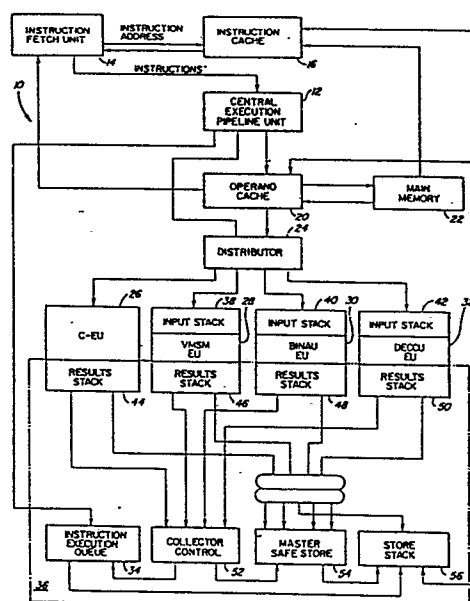 INSTRUCTION
FETCH UNIT
14
INSTRUCTION
ADDRESS
INSTRUCTION
CACHE
16
INSTRUCTIONS
10
CENTRAL
EXECUTION
PIPELINE UNIT
12
OPERAND
CACHE
20
MAIN
MEMORY
22
24
DISTRIBUTOR
26
C-EU
RESULTS
STACK
44
38
INPUT STACK
28
VMSM
EU
RESULTS
STACK
46
40
INPUT STACK
30
BINAU
EU
RESULTS
STACK
48
42
INPUT STACK
DECCU
EU
RESULTS
STACK
50
INSTRUCTION
EXECUTION
QUEUE
34
COLLECTOR
CONTROL
52
MASTER
SAFE STORE
54
STORE
STACK
56
36